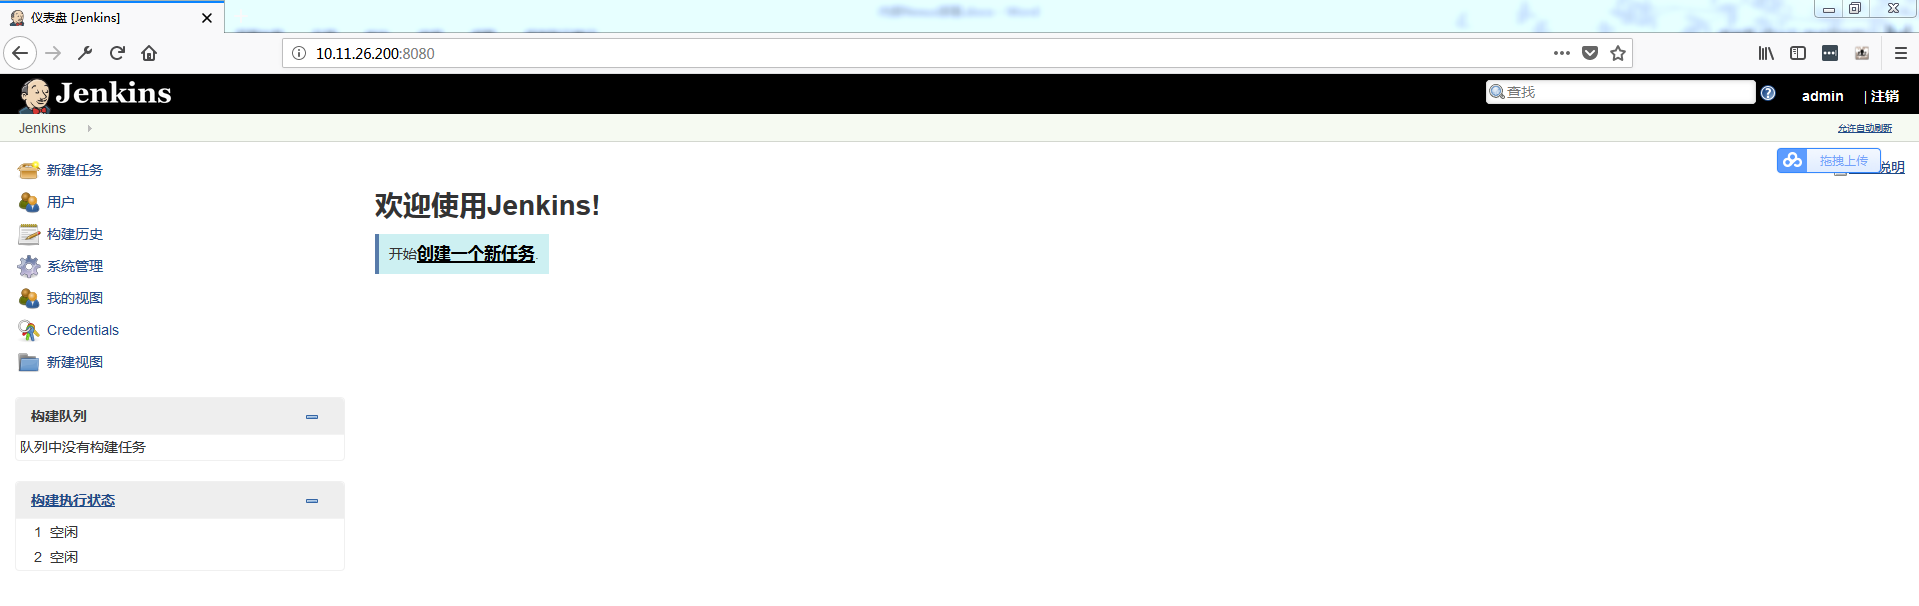 仪表盘 [Jenkins]
10.11.26.200:8080
Jenkins
查找
admin
| 注销
Jenkins
允许自动刷新
拖拽上传
说明
新建任务
用户
构建历史
系统管理
我的视图
Credentials
新建视图
欢迎使用Jenkins!
开始创建一个新任务.
构建队列
队列中没有构建任务
构建执行状态
1 空闲
2 空闲